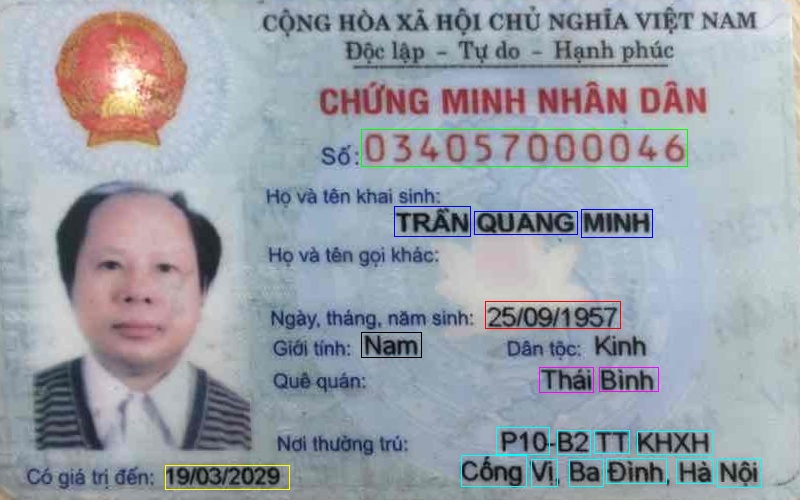 CỘNG HÒA XÃ HỘI CHỦ NGHĨA VIỆT NAM
Độc lập - Tự do - Hạnh phúc
CHỨNG MINH NHÂN DÂN
Số: 034057000046
Họ và tên khai sinh:
TRẦN QUANG MINH
Họ và tên gọi khác:
Ngày, tháng, năm sinh: 25/09/1957
Giới tính: Nam Dân tộc: Kinh
Quê quán: Thái Bình
Nơi thường trú: P10-B2 TT KHXH
Cống Vị, Ba Đình, Hà Nội
Có giá trị đến: 19/03/2029